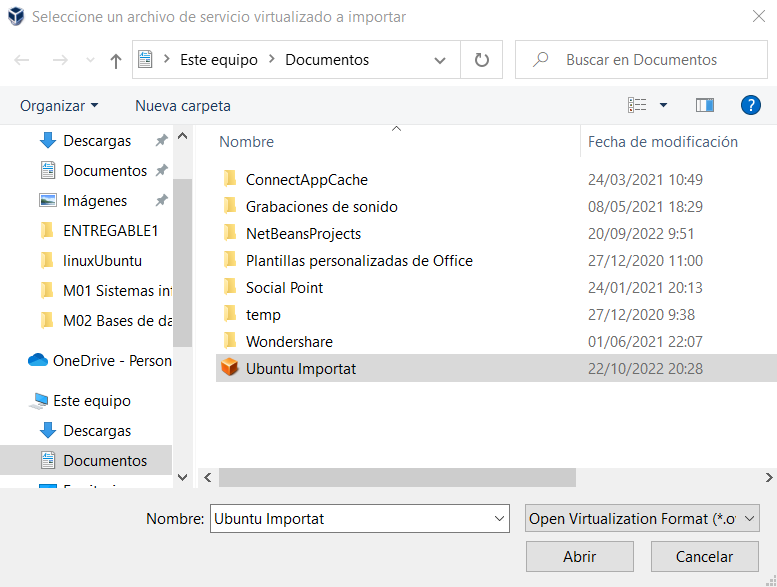 Seleccione un archivo de servicio virtualizado a importar
Este equipo > Documentos
Buscar en Documentos
Organizar
Nueva carpeta
?
Descargas
Documentos
Imágenes
ENTREGABLE1
linuxUbuntu
M01 Sistemas in
M02 Bases de da
OneDrive - Person
Este equipo
Descargas
Documentos
Nombre
Fecha de modificación
ConnectAppCache 24/03/2021 10:49
Grabaciones de sonido 08/05/2021 18:29
NetBeansProjects 20/09/2022 9:51
Plantillas personalizadas de Office 27/12/2020 11:00
Social Point 24/01/2021 20:13
temp 27/12/2020 9:38
Wondershare 01/06/2021 22:07
Ubuntu Importat 22/10/2022 20:28
Nombre: Ubuntu Importat
Open Virtualization Format (*.o
Abrir
Cancelar